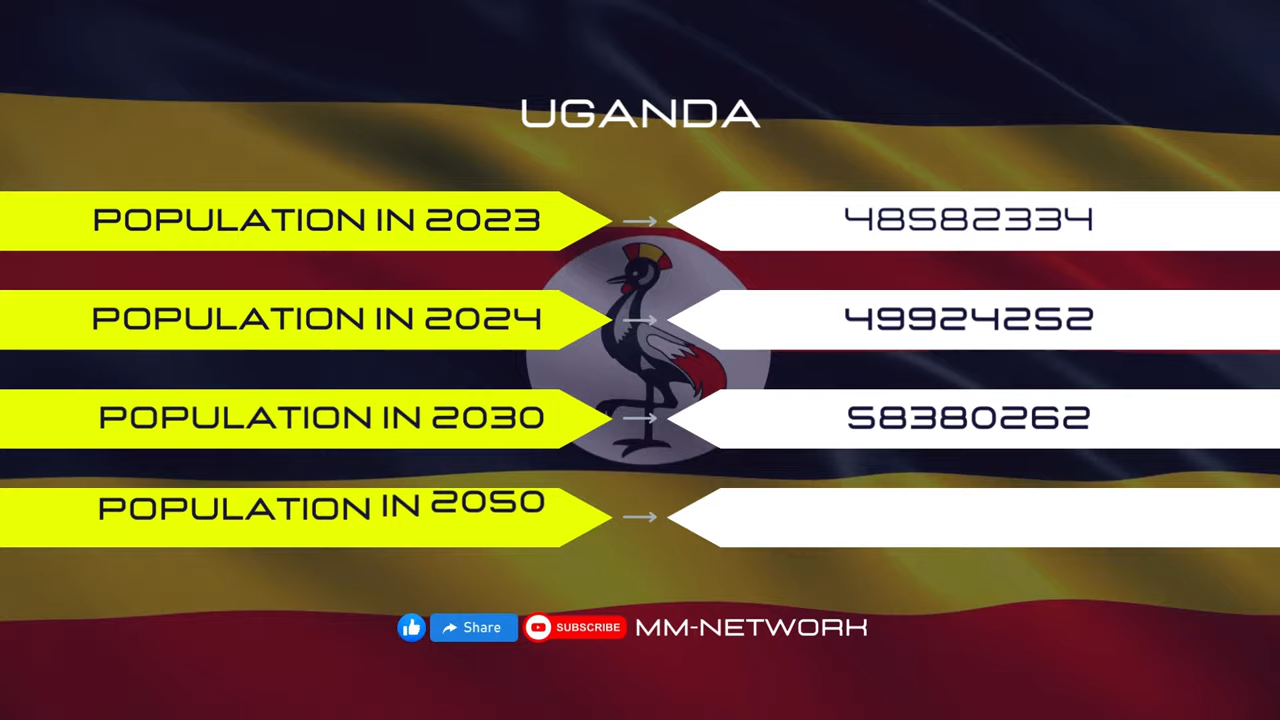 UGANDA
POPULATION IN 2023 → 48582334
POPULATION IN 2024 → 49924252
POPULATION IN 2030 → 58380262
POPULATION IN 2050 →
Share SUBSCRIBE MM-NETWORK